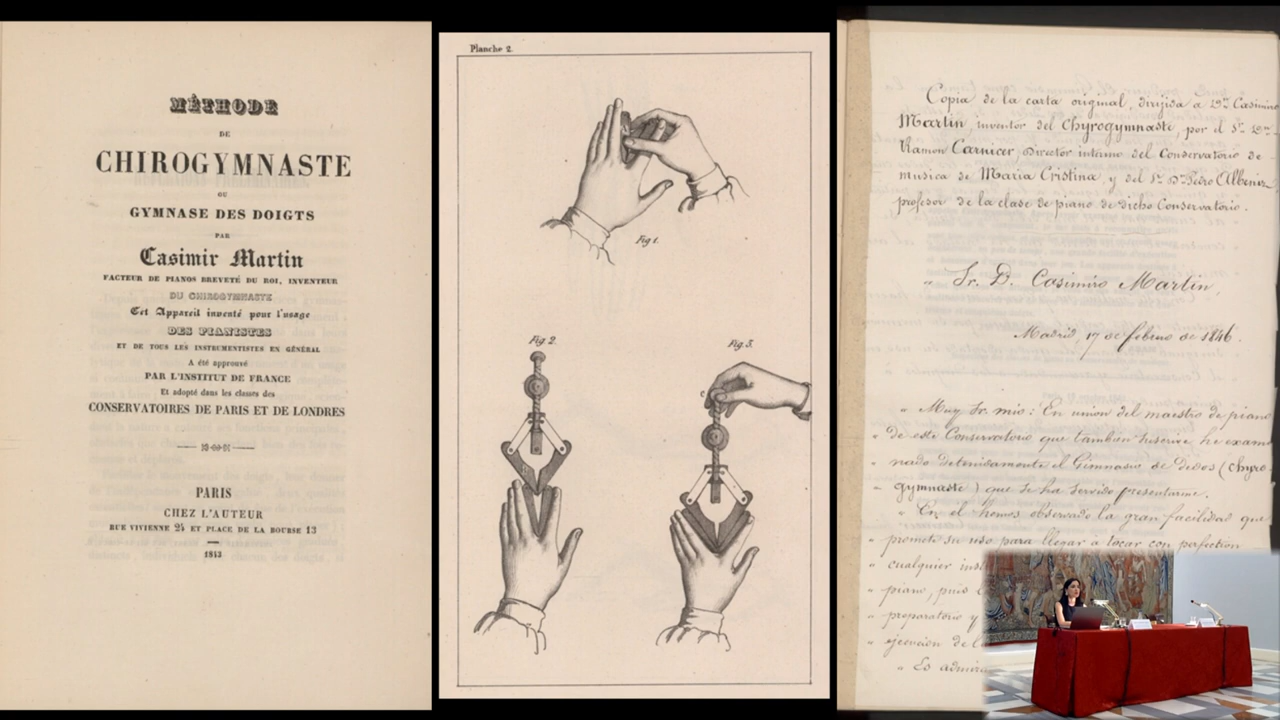 MÉTHODE
DE
CHIROGYMNASTE
OU
GYMNASE DES DOIGTS
PAR
Casimir Martin
FACTEUR DE PIANOS BREVETÉ DU ROI, INVENTEUR
DU CHIROGYMNASTE
Cet Appareil inventé pour l'usage
DES PIANISTES
ET DE TOUS LES INSTRUMENTISTES EN GÉNÉRAL
A été approuvé
PAR L'INSTITUT DE FRANCE
Et adopté dans les classes des
CONSERVATOIRES DE PARIS ET DE LONDRES
PARIS
CHEZ L'AUTEUR
RUE VIVIENNE 24 ET PLACE DE LA BOURSE 13
1843
Planche 2.
Fig 1.
Fig 2.
Fig 3.
c
Copia de la carta original, dirijida a Dn. Casimiro
Martin, inventor del Chyrogymnaste, por el Sr. Dn.
Ramon Carnicer, Director interino del Conservatorio de
musica de Maria Cristina, y del Sr. Dn. Pedro Albeniz
profesor de la clase de piano de dicho Conservatorio.
" Sr. D. Casimiro Martin.
Madrid, 17 de febrero de 1846.
" Muy Sr. mio: En union del maestro de piano
" de este Conservatorio que tambien suscrive he exami
" nado detenidamente el Gimnasio de Dedos (Chyro-
" gymnaste) que se ha servido presentarme.
" En el hemos observado la gran facilidad que
" promete su uso para llegar a tocar con perfection
" cualquier
" piano, pues
" preparatorio y
" ejecucion de
" Es